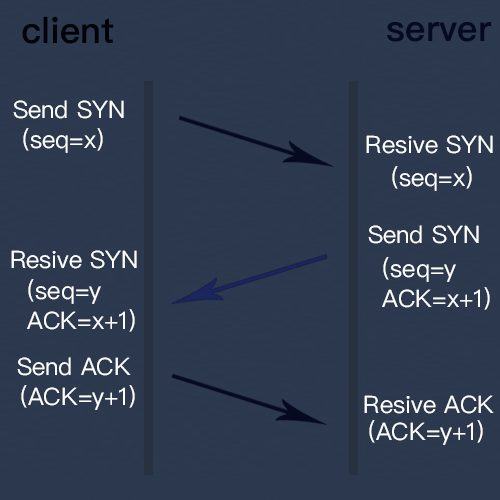 client
server
Send SYN
(seq=x)
Resive SYN
(seq=x)
Send SYN
(seq=y
ACK=x+1)
Resive SYN
(seq=y
ACK=x+1)
Send ACK
(ACK=y+1)
Resive ACK
(ACK=y+1)